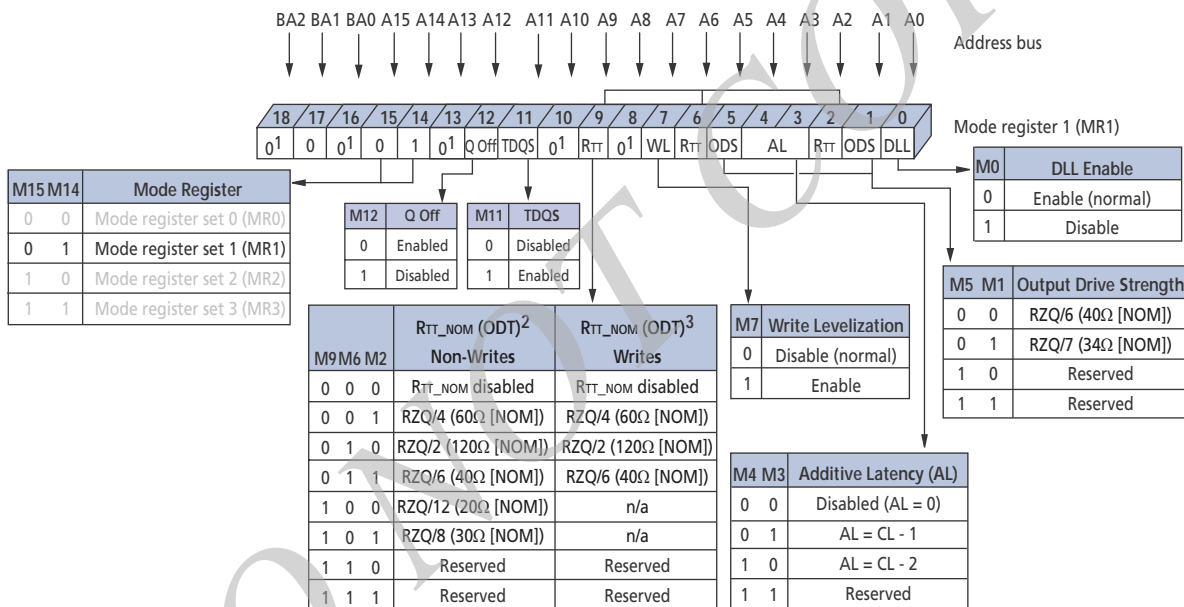 BA2 BA1 BA0 A15 A14 A13 A12 A11 A10 A9 A8 A7 A6 A5 A4 A3 A2 A1 A0
Address bus
18 17 16 15 14 13 12 11 10 9 8 7 6 5 4 3 2 1 0
Mode register 1 (MR1)
0¹ 0 0¹ 0 1 0¹ Q Off TDQS 0¹ RTT 0¹ WL RTT ODS AL RTT ODS DLL
M15 M14 Mode Register
0 0 Mode register set 0 (MR0)
0 1 Mode register set 1 (MR1)
1 0 Mode register set 2 (MR2)
1 1 Mode register set 3 (MR3)
M12 Q Off
0 Enabled
1 Disabled
M11 TDQS
0 Disabled
1 Enabled
M0 DLL Enable
0 Enable (normal)
1 Disable
M5 M1 Output Drive Strength
0 0 RZQ/6 (40Ω [NOM])
0 1 RZQ/7 (34Ω [NOM])
1 0 Reserved
1 1 Reserved
RTT_NOM (ODT)² RTT_NOM (ODT)³
M9 M6 M2 Non-Writes Writes
0 0 0 RTT_NOM disabled RTT_NOM disabled
0 0 1 RZQ/4 (60Ω [NOM]) RZQ/4 (60Ω [NOM])
0 1 0 RZQ/2 (120Ω [NOM]) RZQ/2 (120Ω [NOM])
0 1 1 RZQ/6 (40Ω [NOM]) RZQ/6 (40Ω [NOM])
1 0 0 RZQ/12 (20Ω [NOM]) n/a
1 0 1 RZQ/8 (30Ω [NOM]) n/a
1 1 0 Reserved Reserved
1 1 1 Reserved Reserved
M7 Write Levelization
0 Disable (normal)
1 Enable
M4 M3 Additive Latency (AL)
0 0 Disabled (AL = 0)
0 1 AL = CL - 1
1 0 AL = CL - 2
1 1 Reserved